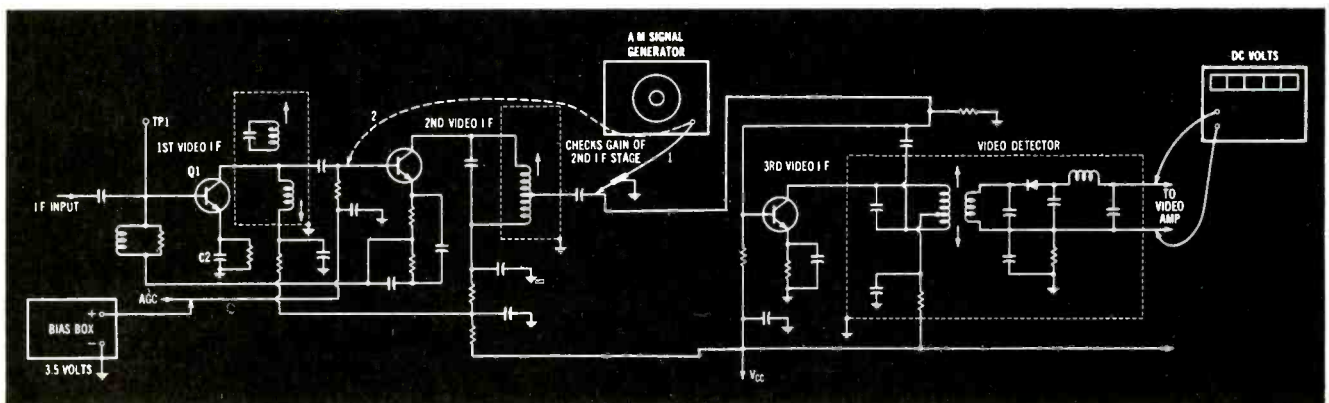 A M SIGNAL
GENERATOR
DC VOLTS
TP1
2
1ST VIDEO IF
Q1
2ND VIDEO IF
CHECKS GAIN OF
2ND IF STAGE
1
3RD VIDEO IF
VIDEO DETECTOR
IF INPUT
TO
VIDEO
AMP
C2
AGC
BIAS BOX
+
−
3.5 VOLTS
VCC